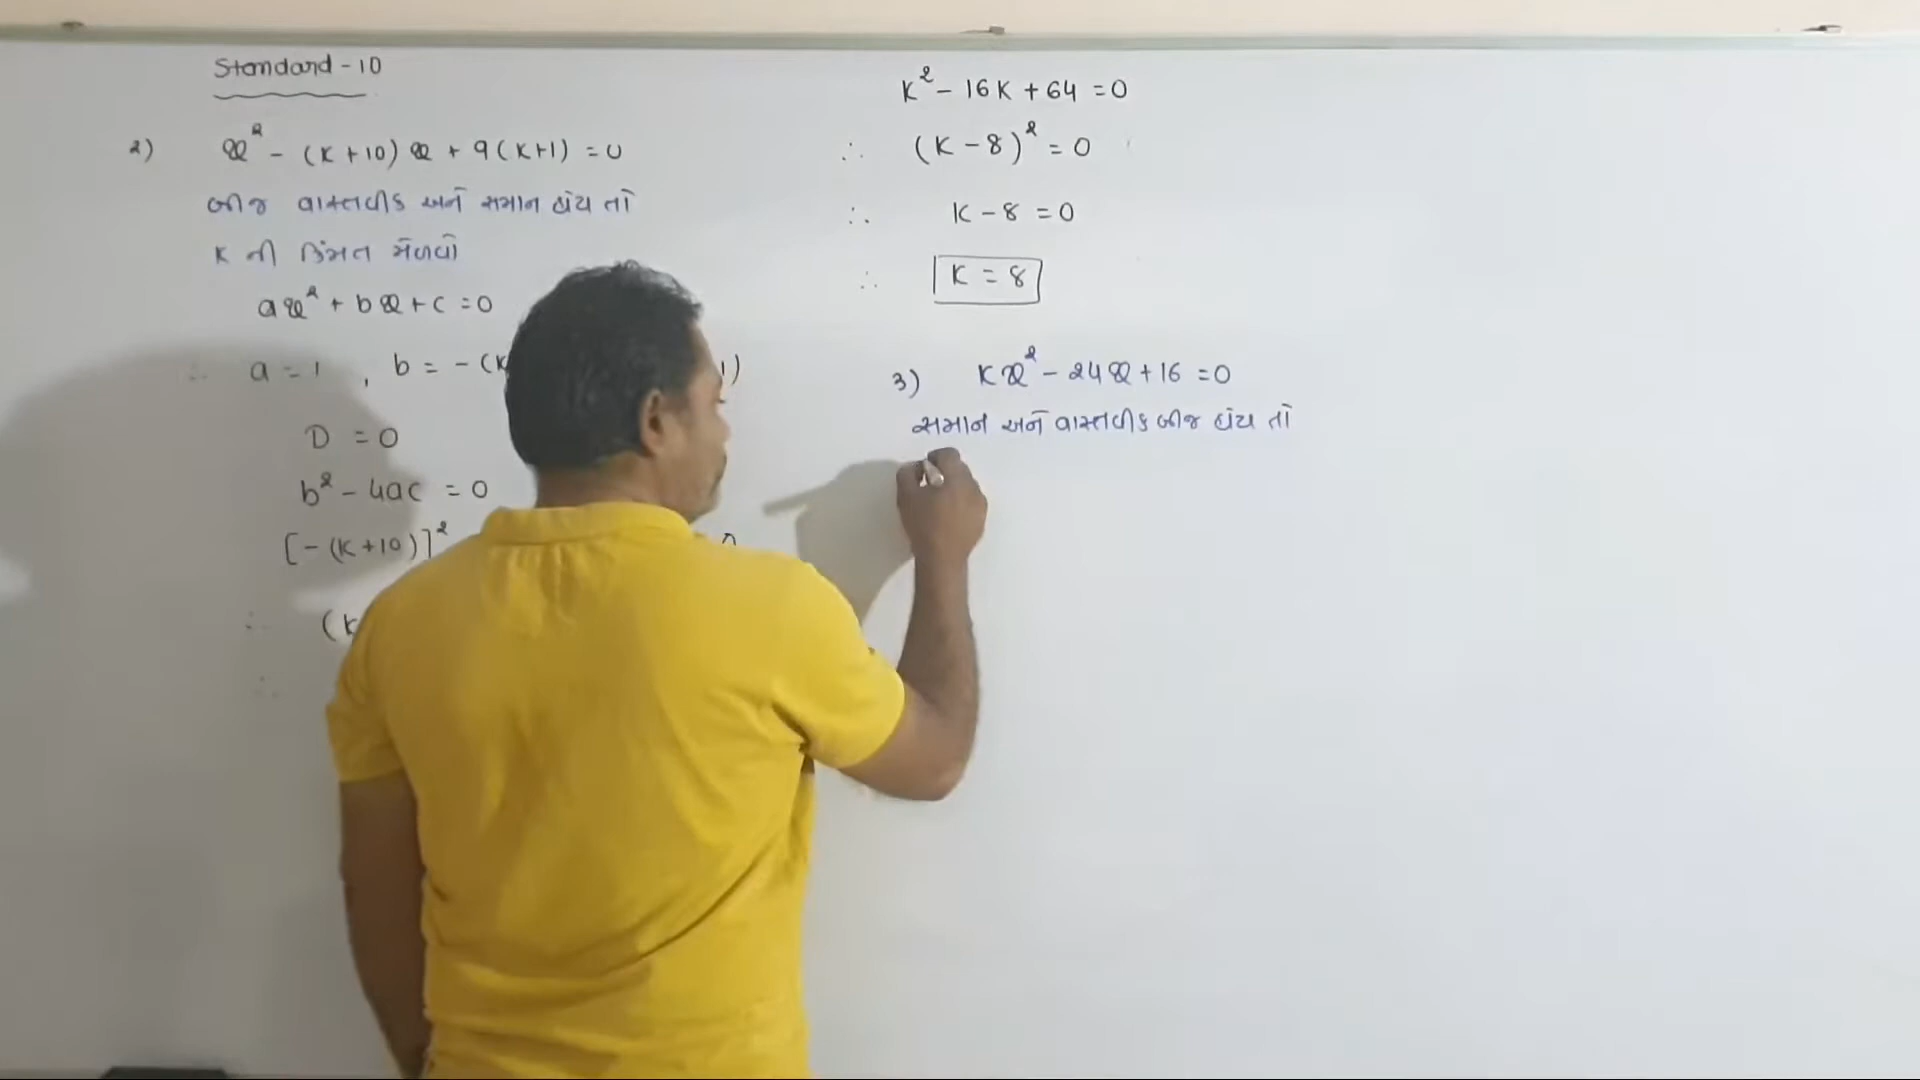 Standard - 10
2) x² - (K+10)x + 9(K+1) = 0
બીજ વાસ્તવીક અને સમાન હોય તો
K ની કિંમત મેળવો
ax² + bx + c = 0
∴ a = 1 , b = -(K 1)
D = 0
b² - 4ac = 0
[-(K+10)]²
∴ (K
∴
K² - 16K + 64 = 0
∴ (K-8)² = 0
∴ K - 8 = 0
∴ K = 8
3) Kx² - 24x + 16 = 0
સમાન અને વાસ્તવીક બીજ હોય તો